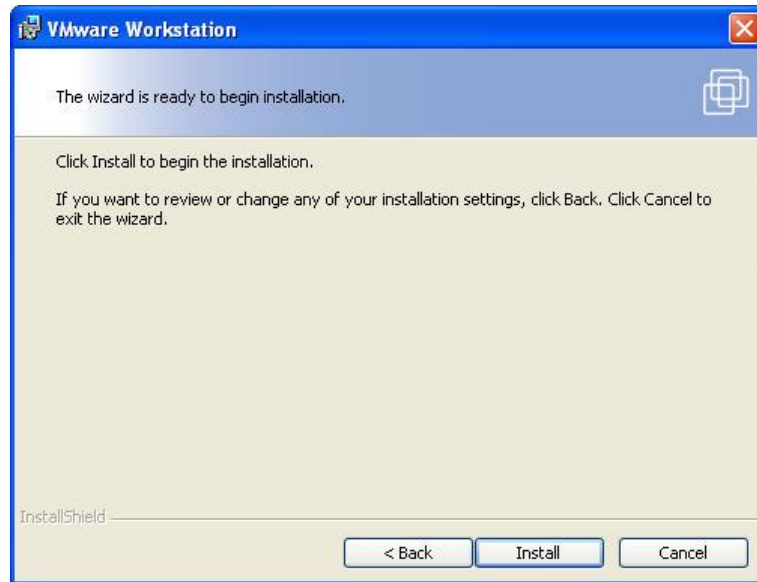 VMware Workstation
The wizard is ready to begin installation.
Click Install to begin the installation.
If you want to review or change any of your installation settings, click Back. Click Cancel to
exit the wizard.
InstallShield
< Back Install Cancel